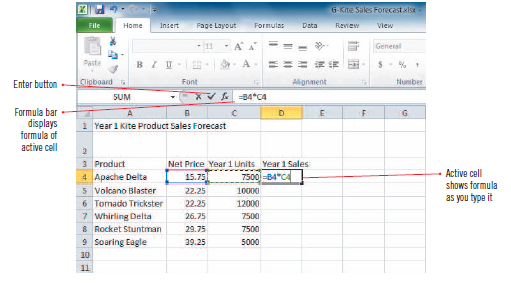 G-Kite Sales Forecast.xlsx -
File Home Insert Page Layout Formulas Data Review View
11 A A General
Paste B I U A $ % ,
Clipboard Font Alignment Number
Enter button
SUM fx =B4*C4
Formula bar
displays
formula of
active cell
A B C D E F G
1 Year 1 Kite Product Sales Forecast
2
3 Product Net Price Year 1 Units Year 1 Sales
4 Apache Delta 15.75 7500 =B4*C4
5 Volcano Blaster 22.25 10000
6 Tornado Trickster 22.25 12000
7 Whirling Delta 26.75 7500
8 Rocket Stuntman 29.75 7500
9 Soaring Eagle 39.25 5000
10
11
Active cell
shows formula
as you type it